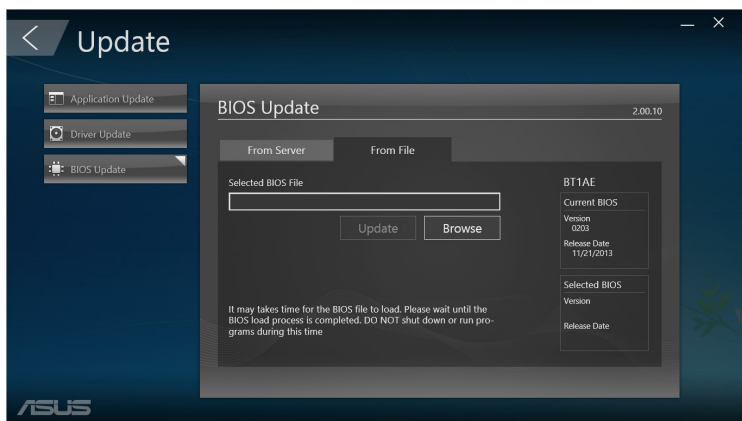 Update
Application Update
Driver Update
BIOS Update
BIOS Update
2.00.10
From Server
From File
Selected BIOS File
Update
Browse
It may takes time for the BIOS file to load. Please wait until the
BIOS load process is completed. DO NOT shut down or run pro-
grams during this time
BT1AE
Current BIOS
Version
0203
Release Date
11/21/2013
Selected BIOS
Version
Release Date
ASUS